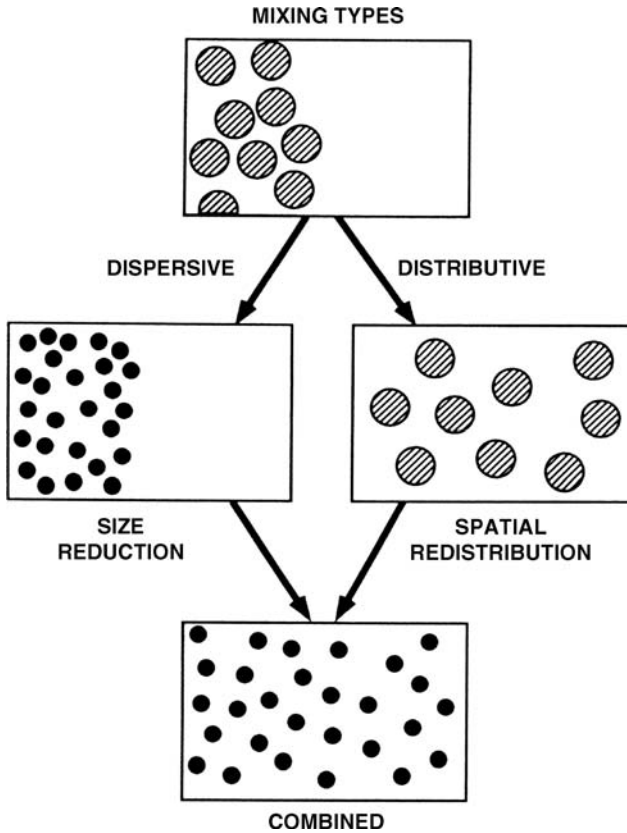 MIXING TYPES
DISPERSIVE
DISTRIBUTIVE
SIZE
REDUCTION
SPATIAL
REDISTRIBUTION
COMBINED